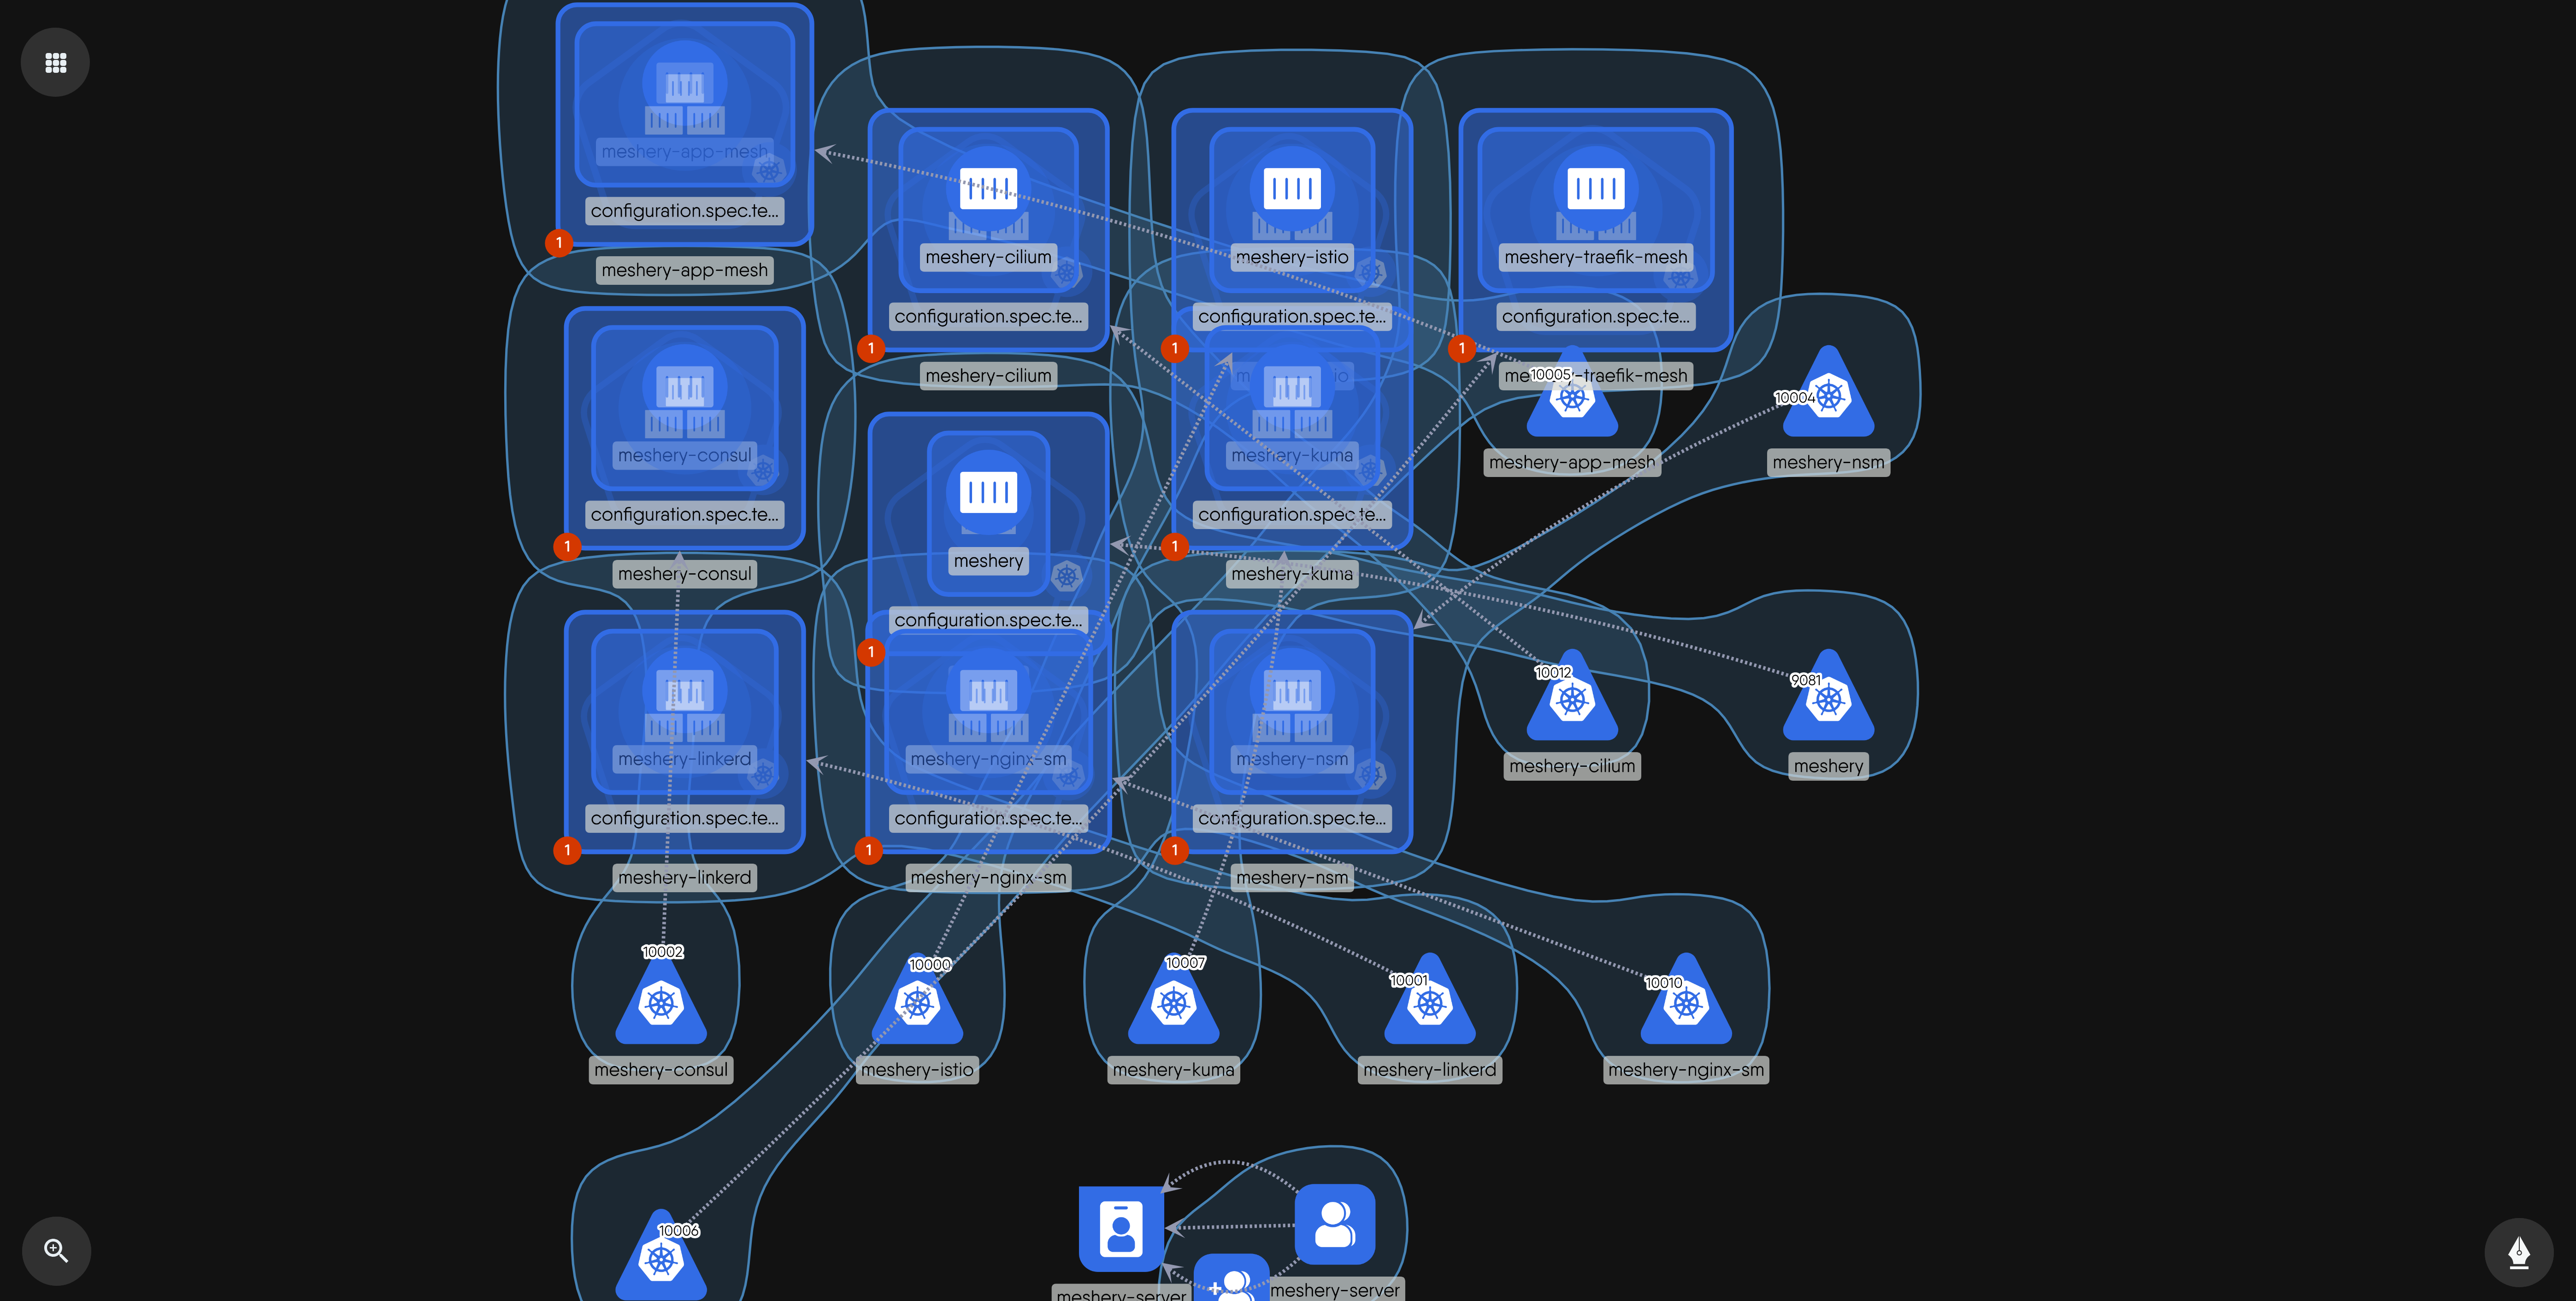 meshery-app-mesh
configuration.spec.te...
1
meshery-app-mesh
meshery-cilium
configuration.spec.te...
1
meshery-cilium
meshery-istio
configuration.spec.te...
1
meshery-traefik-mesh
configuration.spec.te...
1
10005
meshery-app-mesh
10004
meshery-nsm
meshery-consul
configuration.spec.te...
1
meshery-consul
meshery
configuration.spec.te...
1
meshery-kuma
configuration.spec.te...
1
meshery-kuma
10012
meshery-cilium
9081
meshery
meshery-linkerd
configuration.spec.te...
1
meshery-linkerd
meshery-nginx-sm
configuration.spec.te...
1
meshery-nginx-sm
meshery-nsm
configuration.spec.te...
1
meshery-nsm
10002
meshery-consul
10000
meshery-istio
10007
meshery-kuma
10001
meshery-linkerd
10010
meshery-nginx-sm
10006
meshery-server
meshery-server